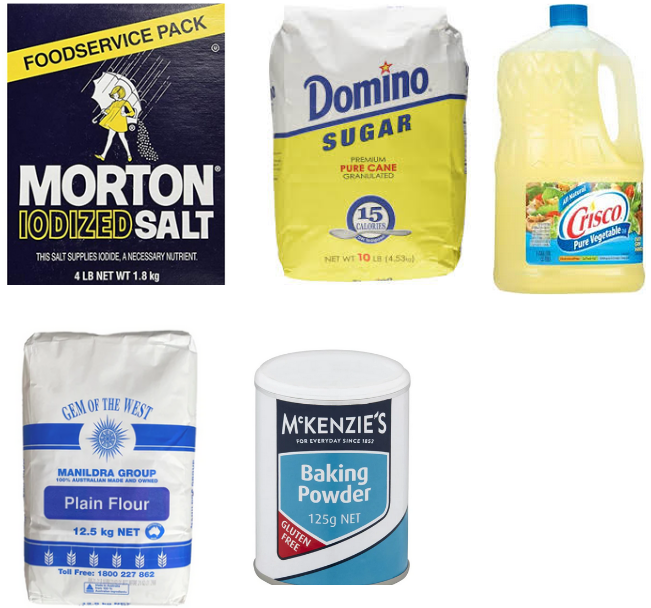 FOODSERVICE PACK
MORTON®
IODIZED SALT
THIS SALT SUPPLIES IODIDE, A NECESSARY NUTRIENT.
4 LB NET WT 1.8 kg
Domino®
SUGAR
PREMIUM
PURE CANE
GRANULATED
15
CALORIES
NET WT 10 LB (4.53kg)
All Natural
Crisco
Pure Vegetable Oil
GEM OF THE WEST
MANILDRA GROUP
100% AUSTRALIAN MADE AND OWNED
Plain Flour
12.5 kg NET
Toll Free: 1800 227 862
McKENZIE'S
FOR EVERYDAY SINCE 1852
Baking
Powder
125g NET
GLUTEN
FREE